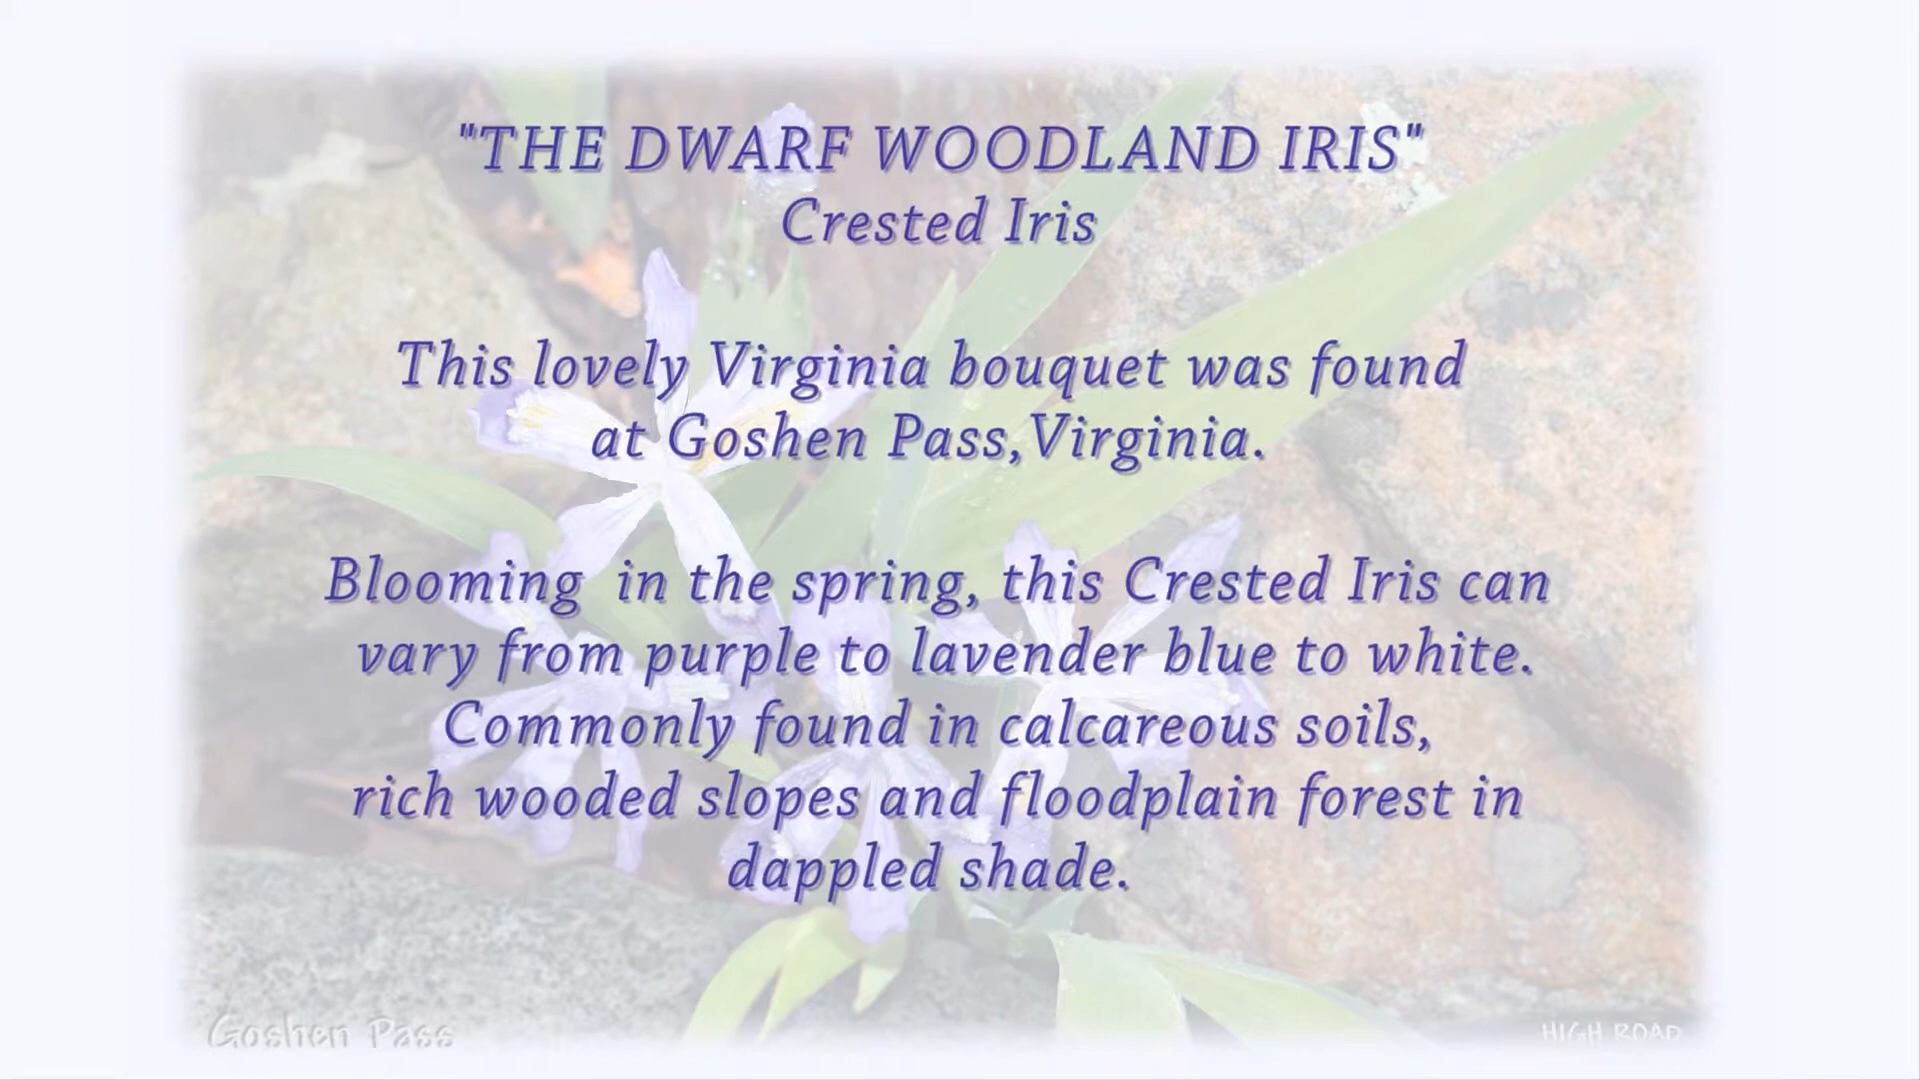 "THE DWARF WOODLAND IRIS"
Crested Iris
This lovely Virginia bouquet was found
at Goshen Pass,Virginia.
Blooming  in the spring, this Crested Iris can
vary from purple to lavender blue to white.
Commonly found in calcareous soils,
rich wooded slopes and floodplain forest in
dappled shade.
Goshen Pass
HIGH ROAD